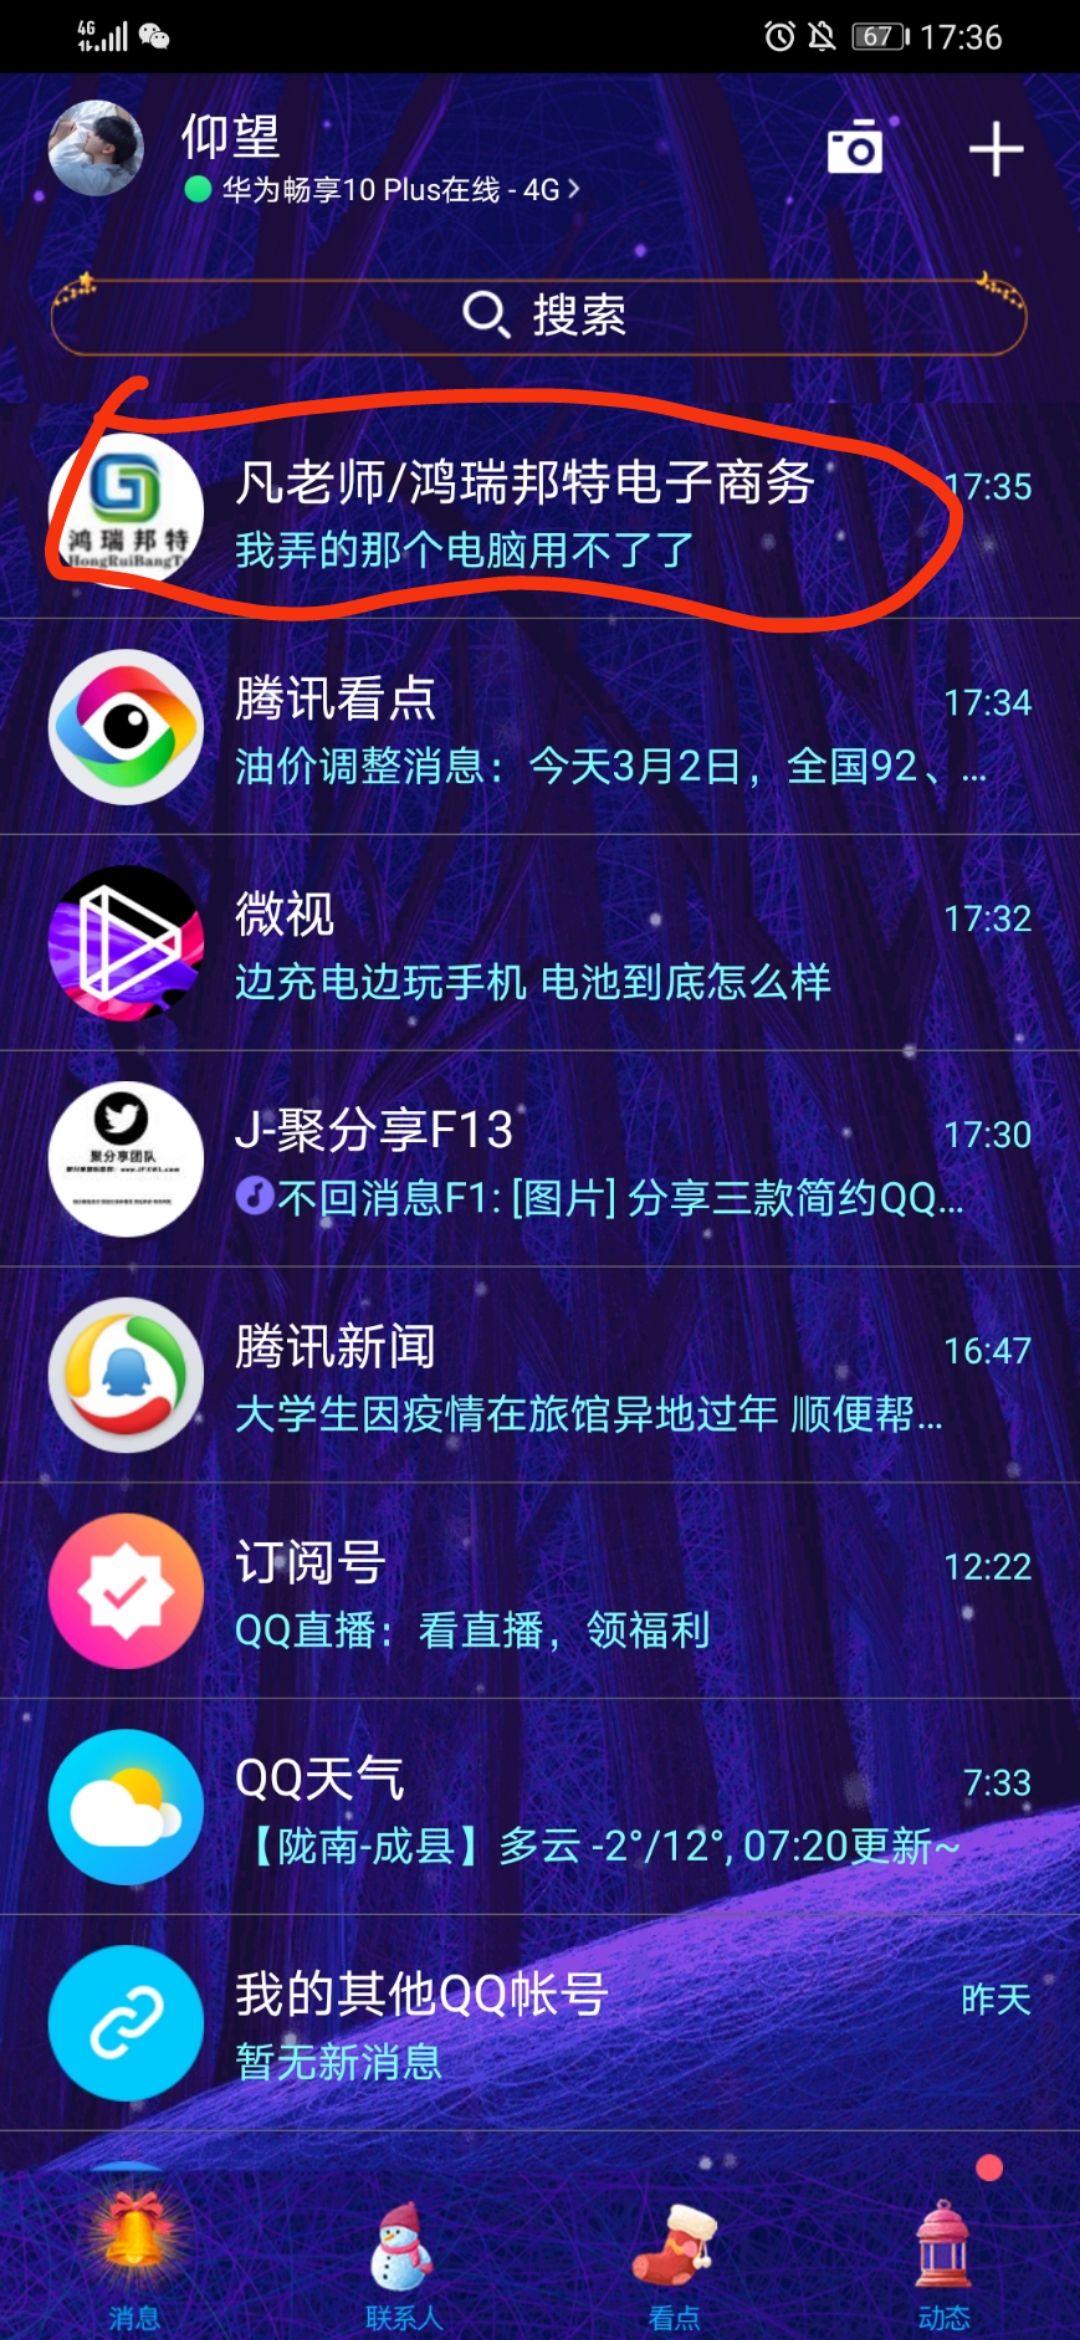 4G
67
17:36
仰望
华为畅享10 Plus在线 - 4G
搜索
凡老师/鸿瑞邦特电子商务
17:35
我弄的那个电脑用不了了
鸿瑞邦特
HongRuiBangT
腾讯看点
17:34
油价调整消息：今天3月2日，全国92、...
微视
17:32
边充电边玩手机 电池到底怎么样
J-聚分享F13
17:30
聚分享团队
不回消息F1: [图片] 分享三款简约QQ...
腾讯新闻
16:47
大学生因疫情在旅馆异地过年 顺便帮...
订阅号
12:22
QQ直播：看直播，领福利
QQ天气
7:33
【陇南-成县】多云 -2°/12°, 07:20更新~
我的其他QQ帐号
昨天
暂无新消息
消息
联系人
看点
动态